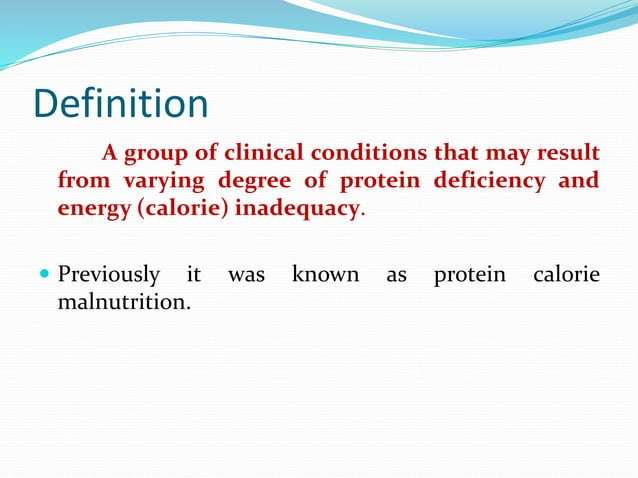 Definition
A group of clinical conditions that may result
from varying degree of protein deficiency and
energy (calorie) inadequacy.
Previously it was known as protein calorie
malnutrition.